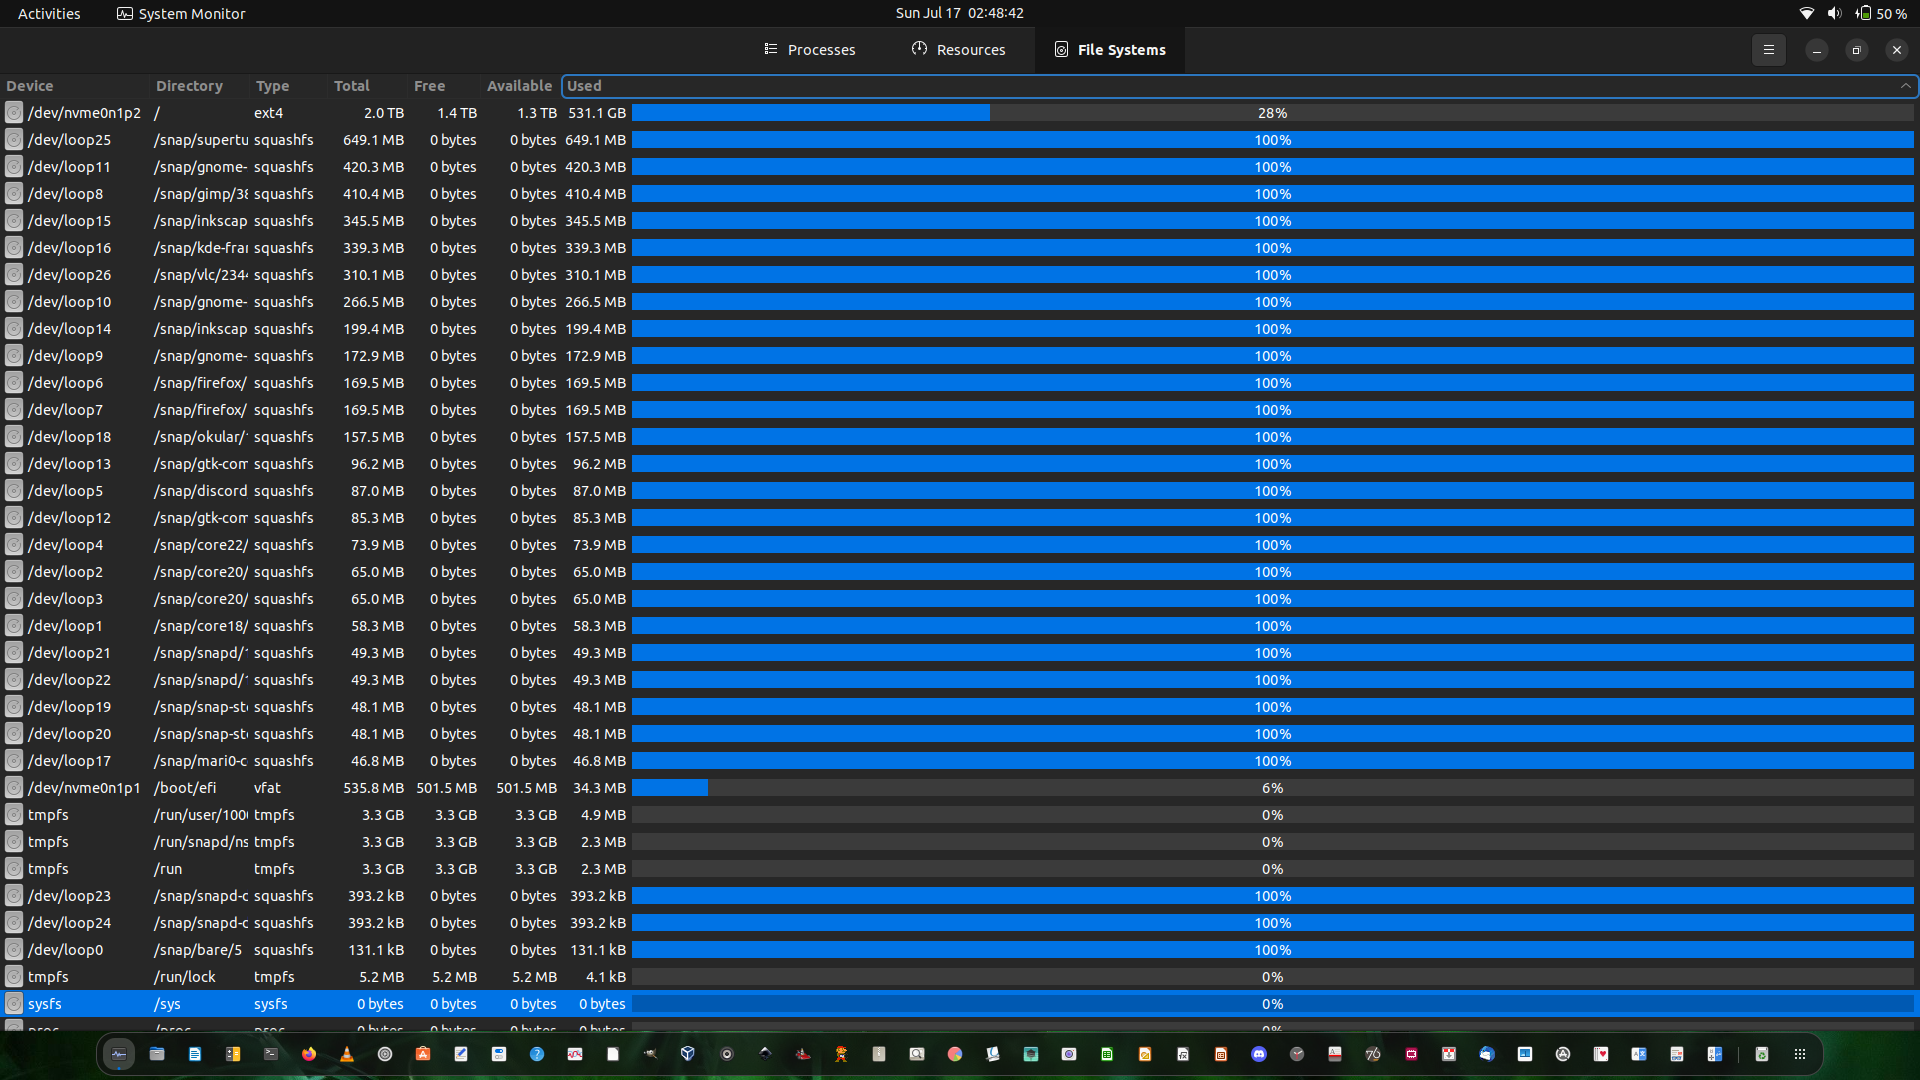 Activities System Monitor Sun Jul 17 02:48:42 50 %
Processes Resources File Systems
Device Directory Type Total Free Available Used
/dev/nvme0n1p2 / ext4 2.0 TB 1.4 TB 1.3 TB 531.1 GB 28%
/dev/loop25 /snap/supertu squashfs 649.1 MB 0 bytes 0 bytes 649.1 MB 100%
/dev/loop11 /snap/gnome- squashfs 420.3 MB 0 bytes 0 bytes 420.3 MB 100%
/dev/loop8 /snap/gimp/38 squashfs 410.4 MB 0 bytes 0 bytes 410.4 MB 100%
/dev/loop15 /snap/inkscap squashfs 345.5 MB 0 bytes 0 bytes 345.5 MB 100%
/dev/loop16 /snap/kde-frai squashfs 339.3 MB 0 bytes 0 bytes 339.3 MB 100%
/dev/loop26 /snap/vlc/234 squashfs 310.1 MB 0 bytes 0 bytes 310.1 MB 100%
/dev/loop10 /snap/gnome- squashfs 266.5 MB 0 bytes 0 bytes 266.5 MB 100%
/dev/loop14 /snap/inkscap squashfs 199.4 MB 0 bytes 0 bytes 199.4 MB 100%
/dev/loop9 /snap/gnome- squashfs 172.9 MB 0 bytes 0 bytes 172.9 MB 100%
/dev/loop6 /snap/firefox/ squashfs 169.5 MB 0 bytes 0 bytes 169.5 MB 100%
/dev/loop7 /snap/firefox/ squashfs 169.5 MB 0 bytes 0 bytes 169.5 MB 100%
/dev/loop18 /snap/okular/ squashfs 157.5 MB 0 bytes 0 bytes 157.5 MB 100%
/dev/loop13 /snap/gtk-com squashfs 96.2 MB 0 bytes 0 bytes 96.2 MB 100%
/dev/loop5 /snap/discord squashfs 87.0 MB 0 bytes 0 bytes 87.0 MB 100%
/dev/loop12 /snap/gtk-com squashfs 85.3 MB 0 bytes 0 bytes 85.3 MB 100%
/dev/loop4 /snap/core22/ squashfs 73.9 MB 0 bytes 0 bytes 73.9 MB 100%
/dev/loop2 /snap/core20/ squashfs 65.0 MB 0 bytes 0 bytes 65.0 MB 100%
/dev/loop3 /snap/core20/ squashfs 65.0 MB 0 bytes 0 bytes 65.0 MB 100%
/dev/loop1 /snap/core18/ squashfs 58.3 MB 0 bytes 0 bytes 58.3 MB 100%
/dev/loop21 /snap/snapd/ squashfs 49.3 MB 0 bytes 0 bytes 49.3 MB 100%
/dev/loop22 /snap/snapd/ squashfs 49.3 MB 0 bytes 0 bytes 49.3 MB 100%
/dev/loop19 /snap/snap-st squashfs 48.1 MB 0 bytes 0 bytes 48.1 MB 100%
/dev/loop20 /snap/snap-st squashfs 48.1 MB 0 bytes 0 bytes 48.1 MB 100%
/dev/loop17 /snap/mari0-c squashfs 46.8 MB 0 bytes 0 bytes 46.8 MB 100%
/dev/nvme0n1p1 /boot/efi vfat 535.8 MB 501.5 MB 501.5 MB 34.3 MB 6%
tmpfs /run/user/100 tmpfs 3.3 GB 3.3 GB 3.3 GB 4.9 MB 0%
tmpfs /run/snapd/ns tmpfs 3.3 GB 3.3 GB 3.3 GB 2.3 MB 0%
tmpfs /run tmpfs 3.3 GB 3.3 GB 3.3 GB 2.3 MB 0%
/dev/loop23 /snap/snapd-c squashfs 393.2 kB 0 bytes 0 bytes 393.2 kB 100%
/dev/loop24 /snap/snapd-c squashfs 393.2 kB 0 bytes 0 bytes 393.2 kB 100%
/dev/loop0 /snap/bare/5 squashfs 131.1 kB 0 bytes 0 bytes 131.1 kB 100%
tmpfs /run/lock tmpfs 5.2 MB 5.2 MB 5.2 MB 4.1 kB 0%
sysfs /sys sysfs 0 bytes 0 bytes 0 bytes 0 bytes 0%
proc /proc proc 0 bytes 0 bytes 0 bytes 0 bytes 0%